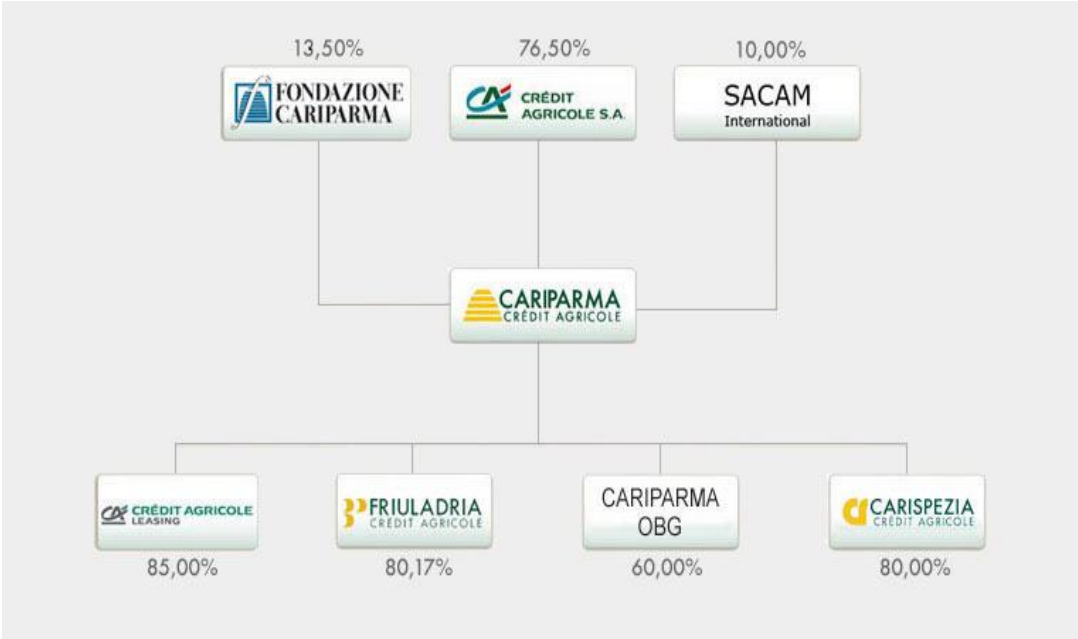 13,50%
76,50%
10,00%
FONDAZIONE
CARIPARMA
CRÉDIT
AGRICOLE S.A.
SACAM
International
CARIPARMA
CRÉDIT AGRICOLE
CRÉDIT AGRICOLE
LEASING
FRIULADRIA
CRÉDIT AGRICOLE
CARIPARMA
OBG
CARISPEZIA
CRÉDIT AGRICOLE
85,00%
80,17%
60,00%
80,00%